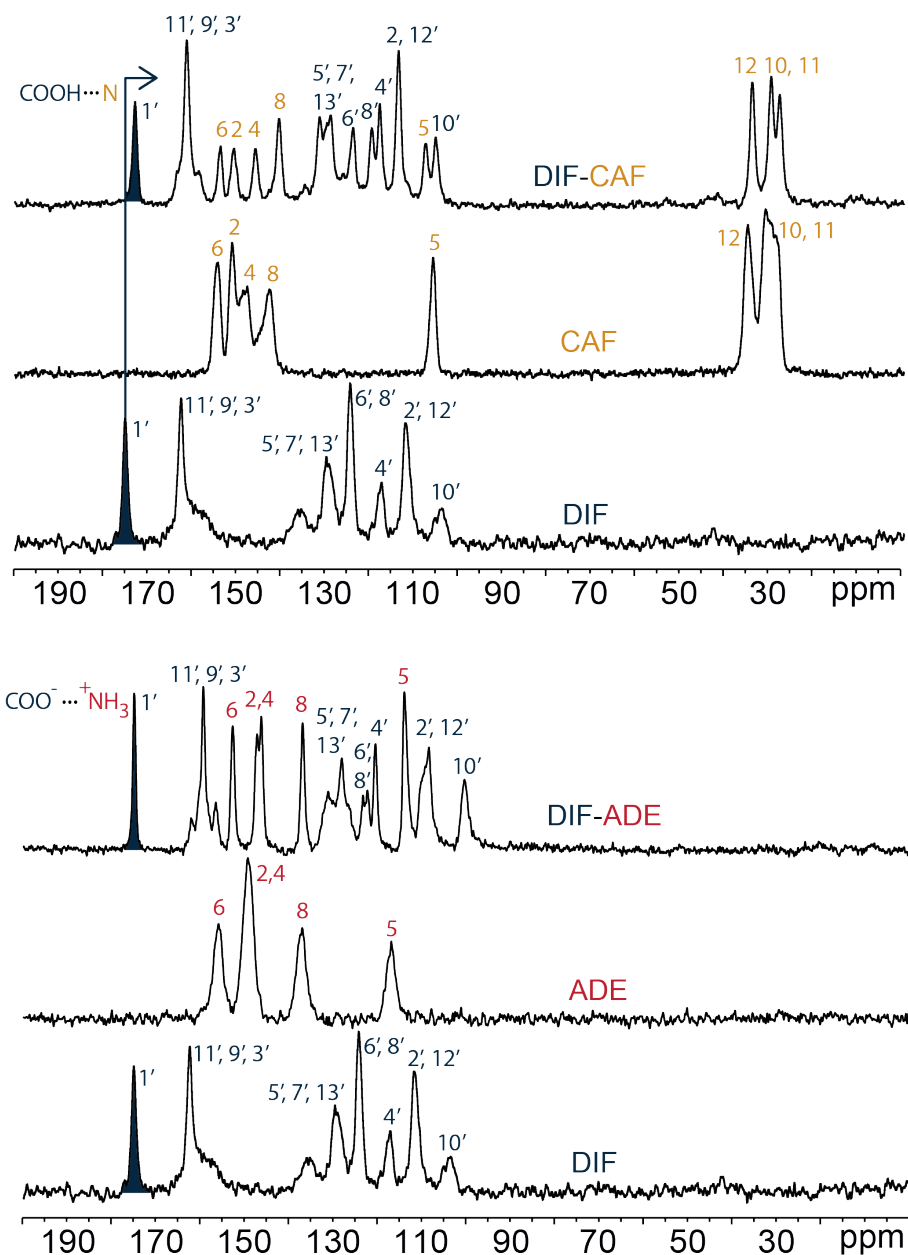 11′, 9′, 3′
2, 12′
5′, 7′,
13′
4′
COOH···N
1′
6 2 4
8
6′
8′
5
10′
12 10, 11
DIF-CAF
6
2
4
8
5
12
10, 11
CAF
1′
11′, 9′, 3′
5′, 7′, 13′
6′, 8′
4′
2′, 12′
10′
DIF
190 170 150 130 110 90 70 50 30 ppm
COO⁻···⁺NH₃
1′
11′, 9′, 3′
6
2,4
8
5′, 7′,
13′
6′,
8′
4′
5
2′, 12′
10′
DIF-ADE
6
2,4
8
5
ADE
1′
11′, 9′, 3′
5′, 7′, 13′
6′, 8′
4′
2′, 12′
10′
DIF
190 170 150 130 110 90 70 50 30 ppm